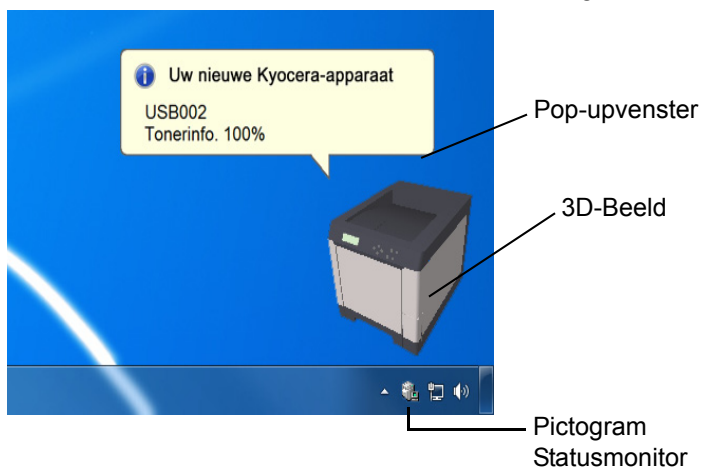 Uw nieuwe Kyocera-apparaat
USB002
Tonerinfo. 100%
Pop-upvenster
3D-Beeld
Pictogram
Statusmonitor